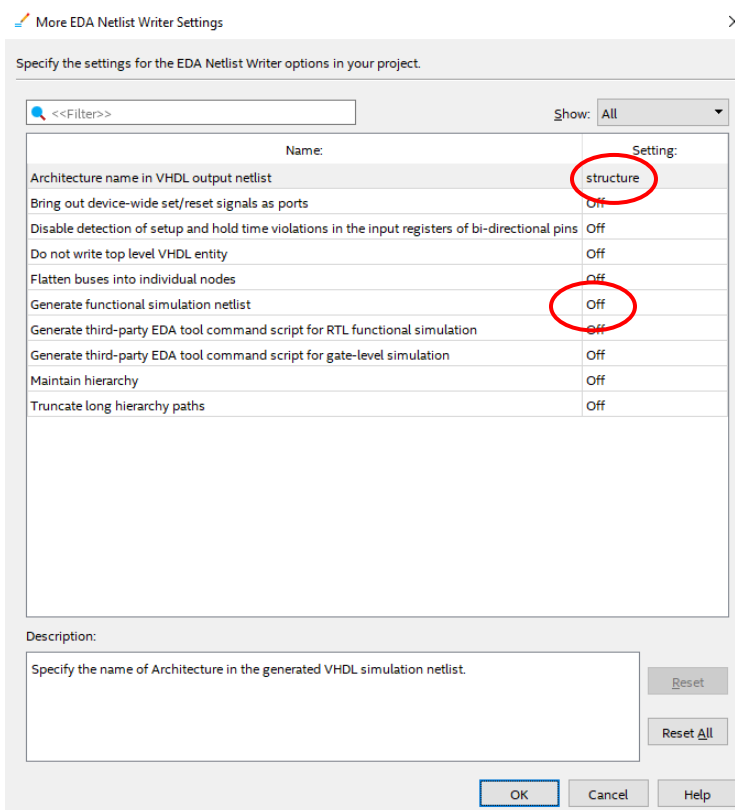 More EDA Netlist Writer Settings
Specify the settings for the EDA Netlist Writer options in your project.
<<Filter>> Show: All
Name: Setting:
Architecture name in VHDL output netlist structure
Bring out device-wide set/reset signals as ports Off
Disable detection of setup and hold time violations in the input registers of bi-directional pins Off
Do not write top level VHDL entity Off
Flatten buses into individual nodes Off
Generate functional simulation netlist Off
Generate third-party EDA tool command script for RTL functional simulation Off
Generate third-party EDA tool command script for gate-level simulation Off
Maintain hierarchy Off
Truncate long hierarchy paths Off
Description:
Specify the name of Architecture in the generated VHDL simulation netlist.
Reset
Reset All
OK Cancel Help